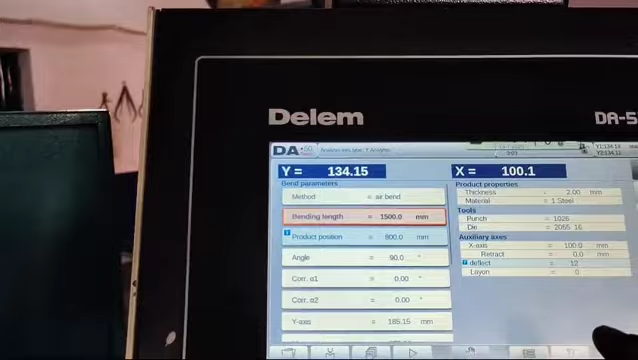 Delem
DA-5
DA
Y = 134.15
X = 100.1
Bend parameters
Method = air bend
Bending length = 1500.0 mm
Product position = 800.0 mm
Angle = 90.0 °
Corr. α1 = 0.00 °
Corr. α2 = 0.00 °
Y-axis = 185.15 mm
Product properties
Thickness = 2.00 mm
Material = 1 Steel
Tools
Punch = 1026
Die = 2055 16
Auxiliary axes
X-axis = 100.0 mm
Retract = 0.0 mm
deflect = 12
Layon = 0